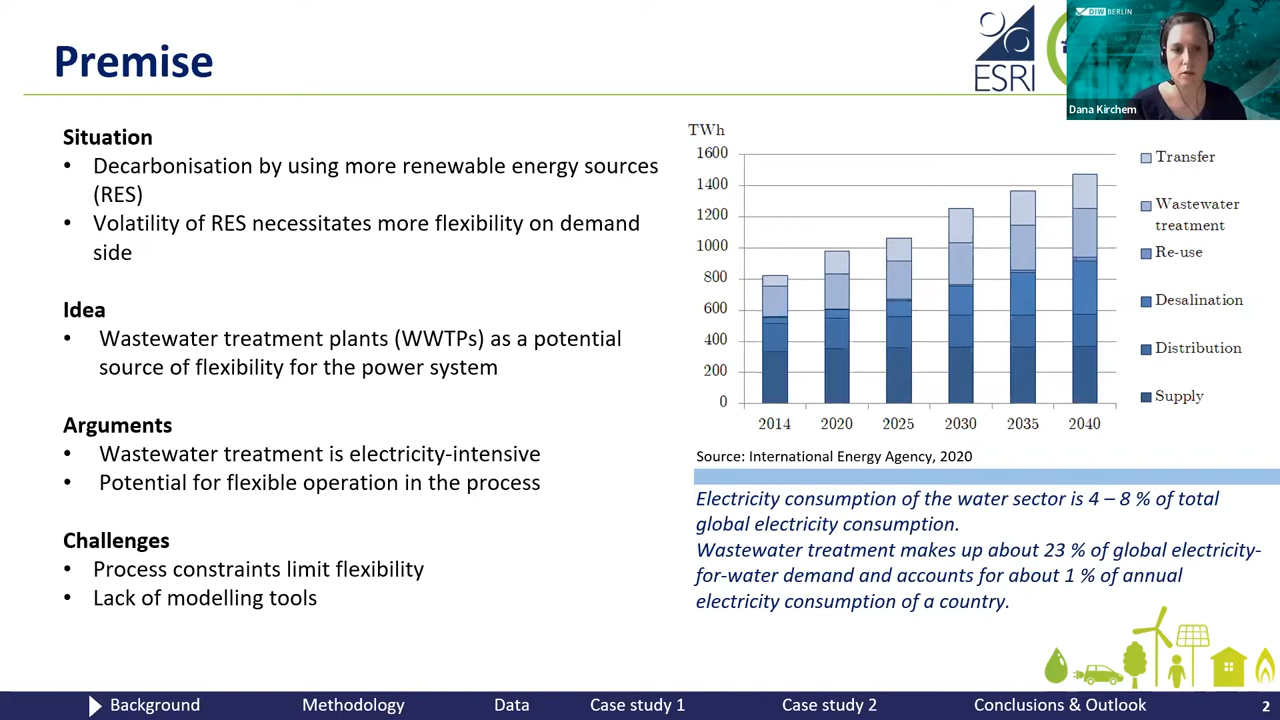 Premise
ESRI
DIW BERLIN
Dana Kirchem
Situation
• Decarbonisation by using more renewable energy sources
(RES)
• Volatility of RES necessitates more flexibility on demand
side
Idea
• Wastewater treatment plants (WWTPs) as a potential
source of flexibility for the power system
Arguments
• Wastewater treatment is electricity-intensive
• Potential for flexible operation in the process
Challenges
• Process constraints limit flexibility
• Lack of modelling tools
TWh
1600
1400
1200
1000
800
600
400
200
0
2014 2020 2025 2030 2035 2040
Transfer
Wastewater
treatment
Re-use
Desalination
Distribution
Supply
Source: International Energy Agency, 2020
Electricity consumption of the water sector is 4 – 8 % of total
global electricity consumption.
Wastewater treatment makes up about 23 % of global electricity-
for-water demand and accounts for about 1 % of annual
electricity consumption of a country.
Background Methodology Data Case study 1 Case study 2 Conclusions & Outlook 2